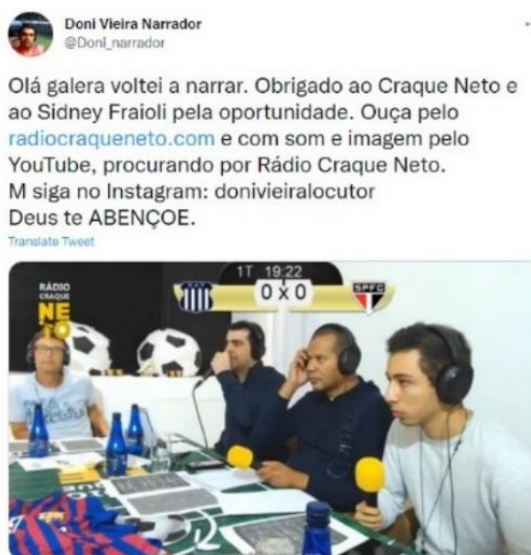 Doni Vieira Narrador
@Doni_narrador
Olá galera voltei a narrar. Obrigado ao Craque Neto e
ao Sidney Fraioli pela oportunidade. Ouça pelo
radiocraqueneto.com e com som e imagem pelo
YouTube, procurando por Rádio Craque Neto.
M siga no Instagram: donivieiralocutor
Deus te ABENÇOE.
Translate Tweet
1T 19:22
0 x 0
SPFC
RÁDIO
CRAQUE
NETO